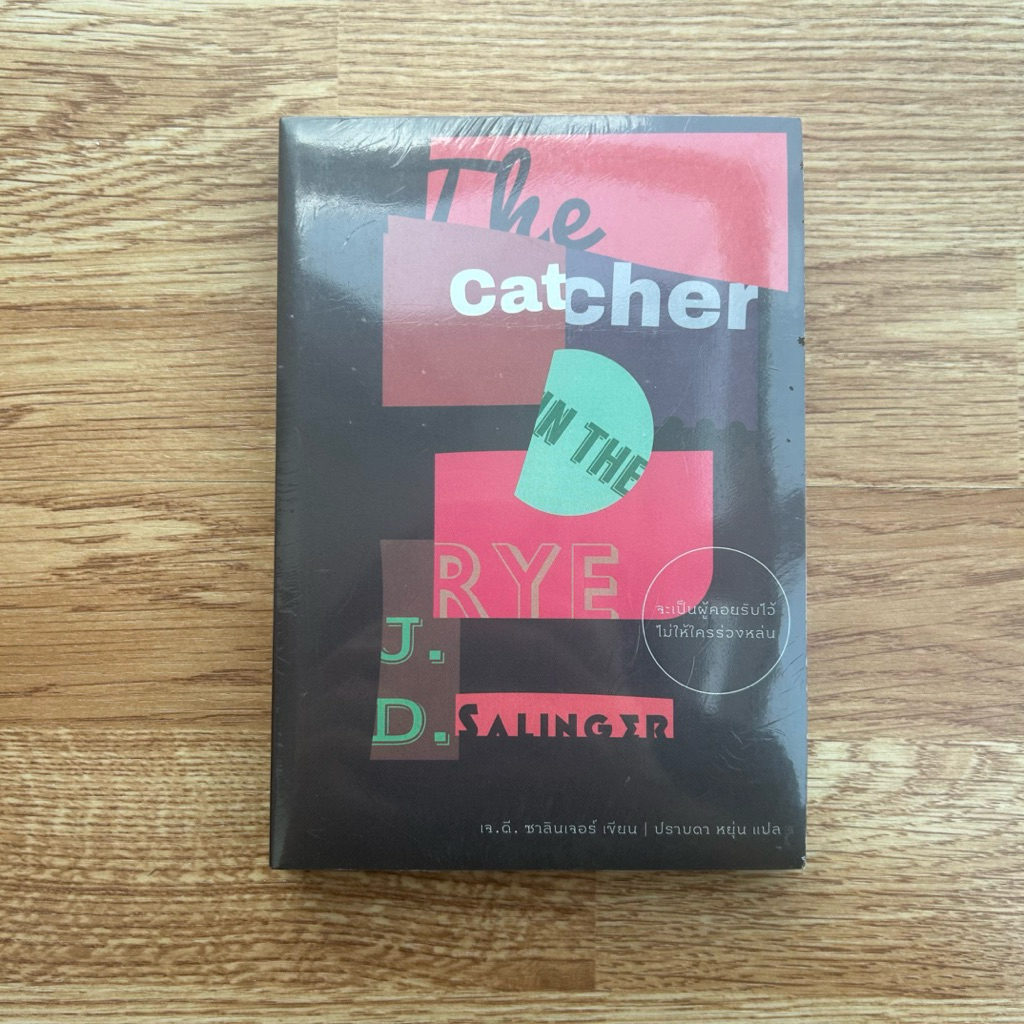 The
catcher
IN THE
RYE
จะเป็นผู้คอยรับไว้
ไม่ให้ใครร่วงหล่น
J.
D. SALINGER
เจ.ดี. ซาลินเจอร์ เขียน | ปราบดา หยุ่น แปล